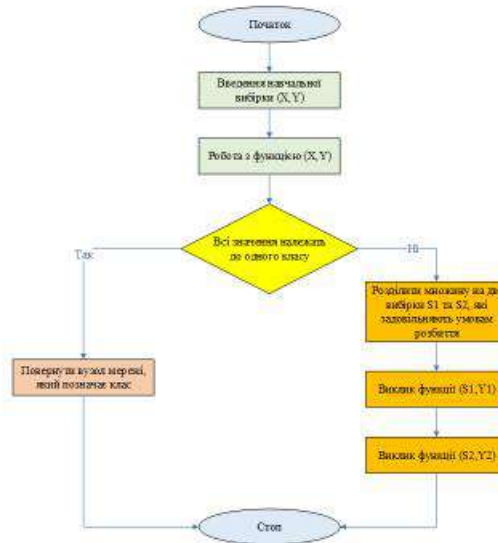 Початок
Введення навчальної
вибірки (X,Y)
Робота з функцією (X,Y)
Всі значення належать
до одного класу
Так
Ні
Розділити множину на дві
вибірки S1 та S2, які
задовільняють умовам
розбиття
Повернути вузол мережі,
який позначає клас
Виклик функції (S1,Y1)
Виклик функції (S2,Y2)
Стоп